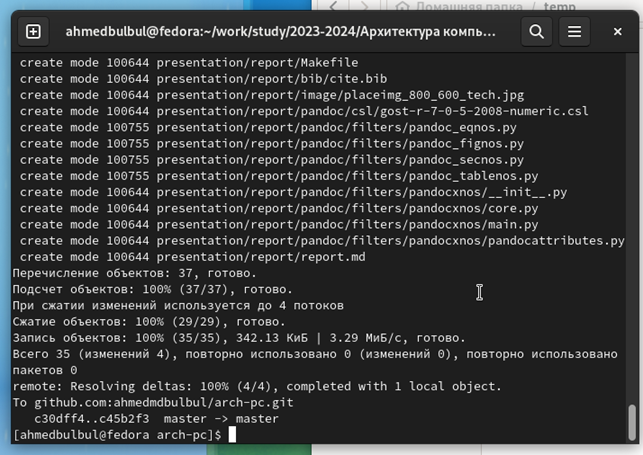 Домашняя папка / temp
ahmedbulbul@fedora:~/work/study/2023-2024/Архитектура компь...
create mode 100644 presentation/report/Makefile
create mode 100644 presentation/report/bib/cite.bib
create mode 100644 presentation/report/image/placeimg_800_600_tech.jpg
create mode 100644 presentation/report/pandoc/csl/gost-r-7-0-5-2008-numeric.csl
create mode 100755 presentation/report/pandoc/filters/pandoc_eqnos.py
create mode 100755 presentation/report/pandoc/filters/pandoc_fignos.py
create mode 100755 presentation/report/pandoc/filters/pandoc_secnos.py
create mode 100755 presentation/report/pandoc/filters/pandoc_tablenos.py
create mode 100644 presentation/report/pandoc/filters/pandocxnos/__init__.py
create mode 100644 presentation/report/pandoc/filters/pandocxnos/core.py
create mode 100644 presentation/report/pandoc/filters/pandocxnos/main.py
create mode 100644 presentation/report/pandoc/filters/pandocxnos/pandocattributes.py
create mode 100644 presentation/report/report.md
Перечисление объектов: 37, готово.
Подсчет объектов: 100% (37/37), готово.
При сжатии изменений используется до 4 потоков
Сжатие объектов: 100% (29/29), готово.
Запись объектов: 100% (35/35), 342.13 КиБ | 3.29 МиБ/с, готово.
Всего 35 (изменений 4), повторно использовано 0 (изменений 0), повторно использовано
пакетов 0
remote: Resolving deltas: 100% (4/4), completed with 1 local object.
To github.com:ahmedmdbulbul/arch-pc.git
c30dff4..c45b2f3 master -> master
[ahmedbulbul@fedora arch-pc]$